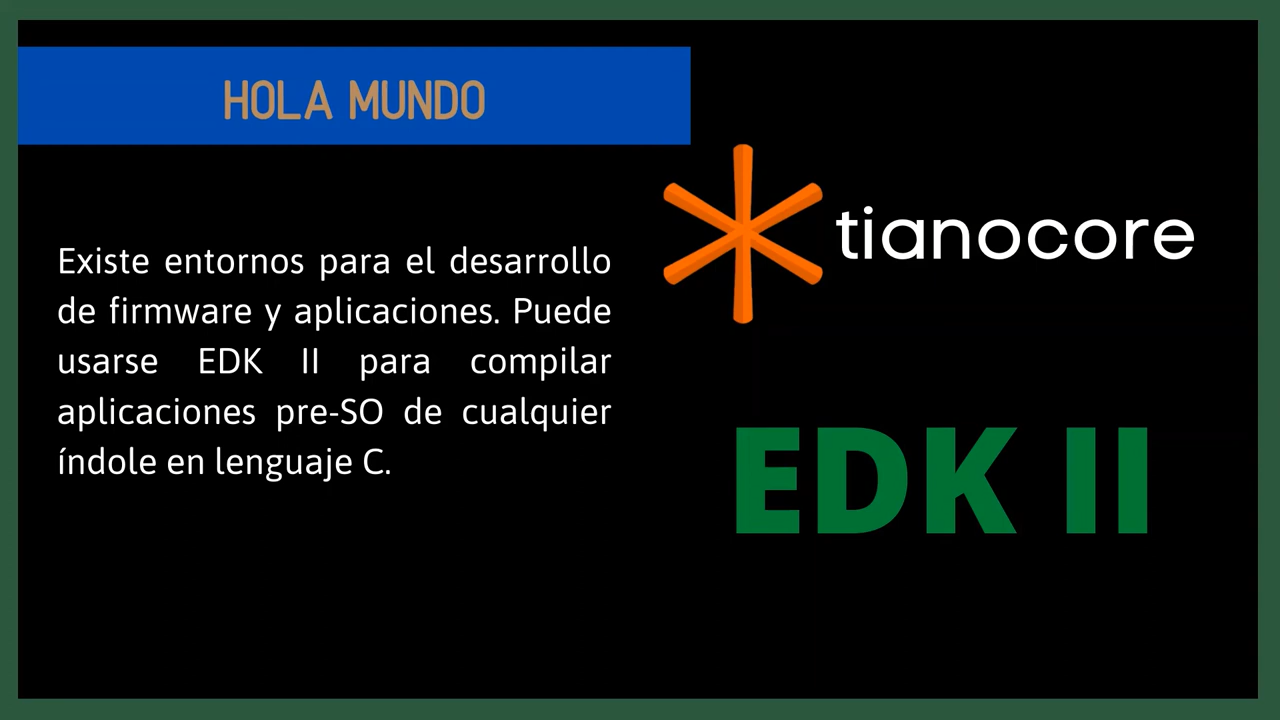 HOLA MUNDO
Existe entornos para el desarrollo
de firmware y aplicaciones. Puede
usarse EDK II para compilar
aplicaciones pre-SO de cualquier
índole en lenguaje C.
tianocore
EDK II